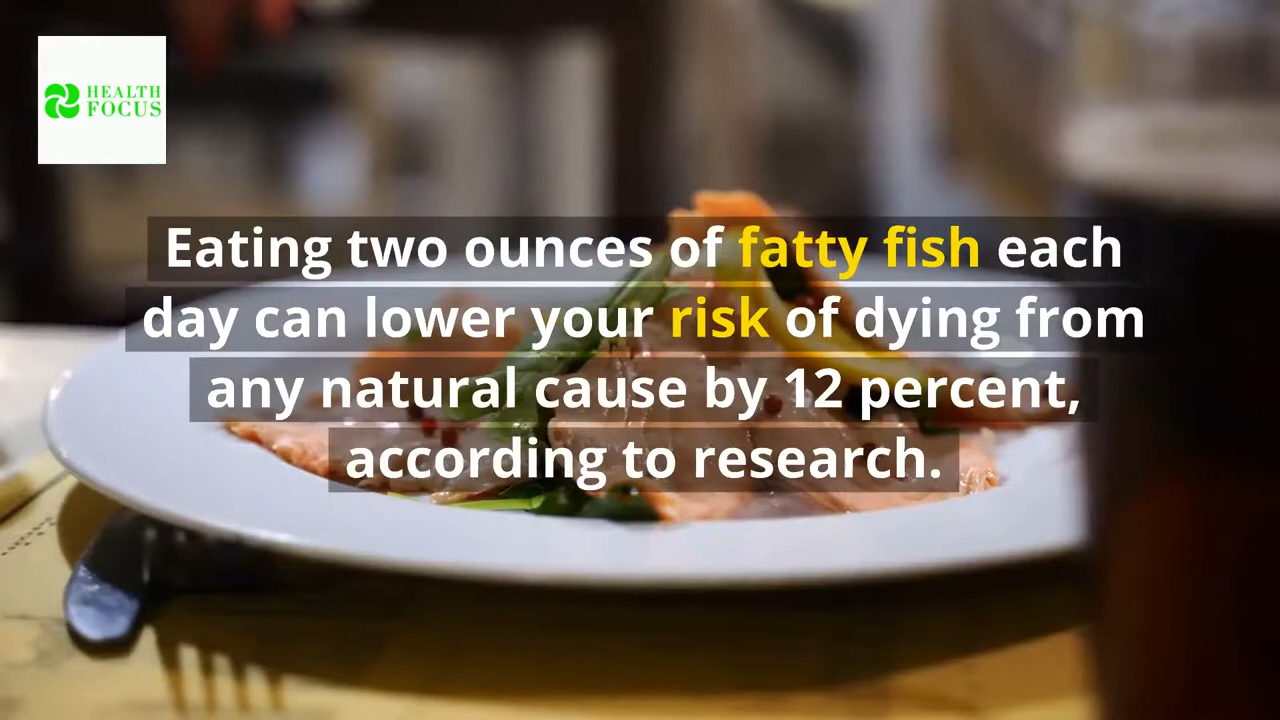 HEALTH
FOCUS
Eating two ounces of fatty fish each
day can lower your risk of dying from
any natural cause by 12 percent,
according to research.